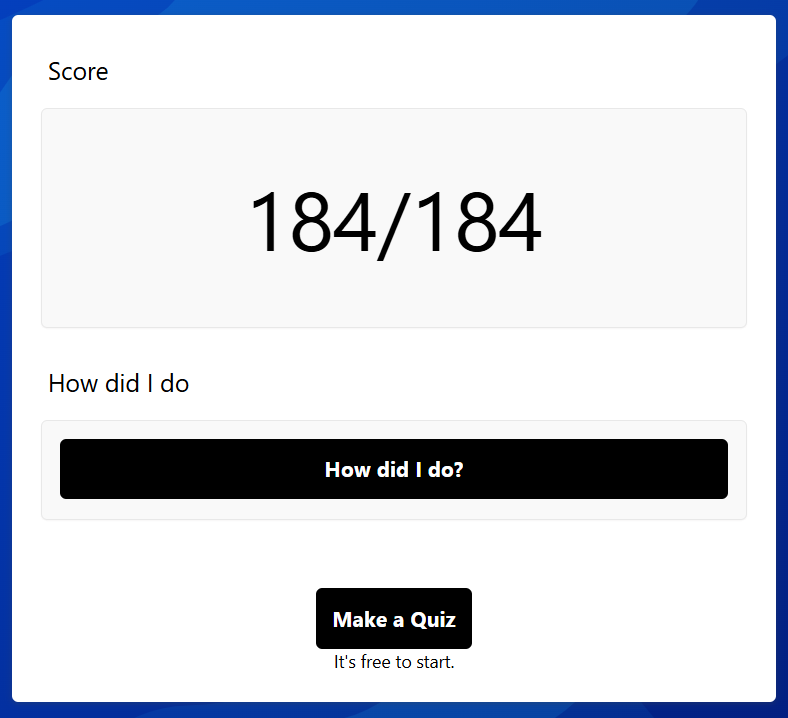 Score
184/184
How did I do
How did I do?
Make a Quiz
It's free to start.